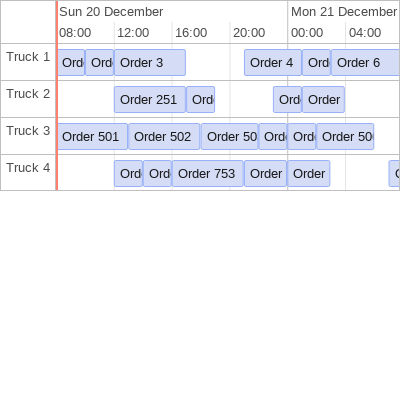 Sun 20 December Mon 21 December
08:00 12:00 16:00 20:00 00:00 04:00
Truck 1 Ord Ord Order 3 Order 4 Ord Order 6
Truck 2 Order 251 Ord Ord Order
Truck 3 Order 501 Order 502 Order 50 Ord Ord Order 50
Truck 4 Ord Ord Order 753 Order Order